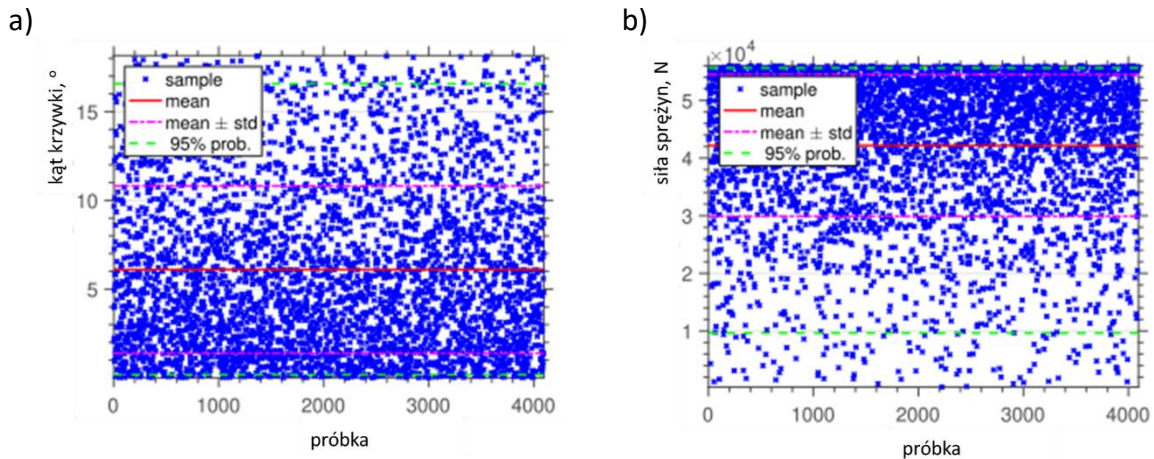 a)
kąt krzywki, °
15
10
5
sample
mean
mean ± std
95% prob.
0 1000 2000 3000 4000
próbka
b)
×10⁴
siła sprężyn, N
5
4
3
2
1
sample
mean
mean ± std
95% prob.
0 1000 2000 3000 4000
próbka